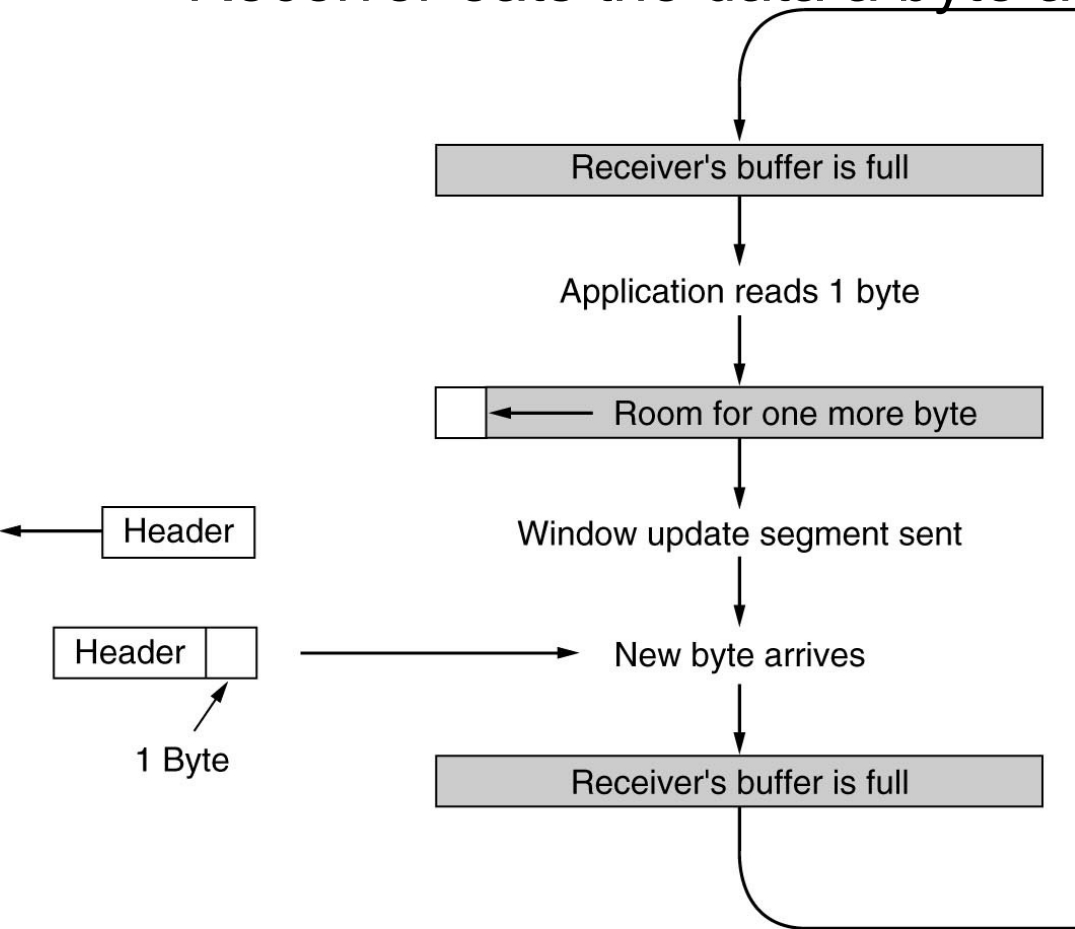 Receiver's buffer is full
Application reads 1 byte
Room for one more byte
Header
Window update segment sent
Header
New byte arrives
1 Byte
Receiver's buffer is full